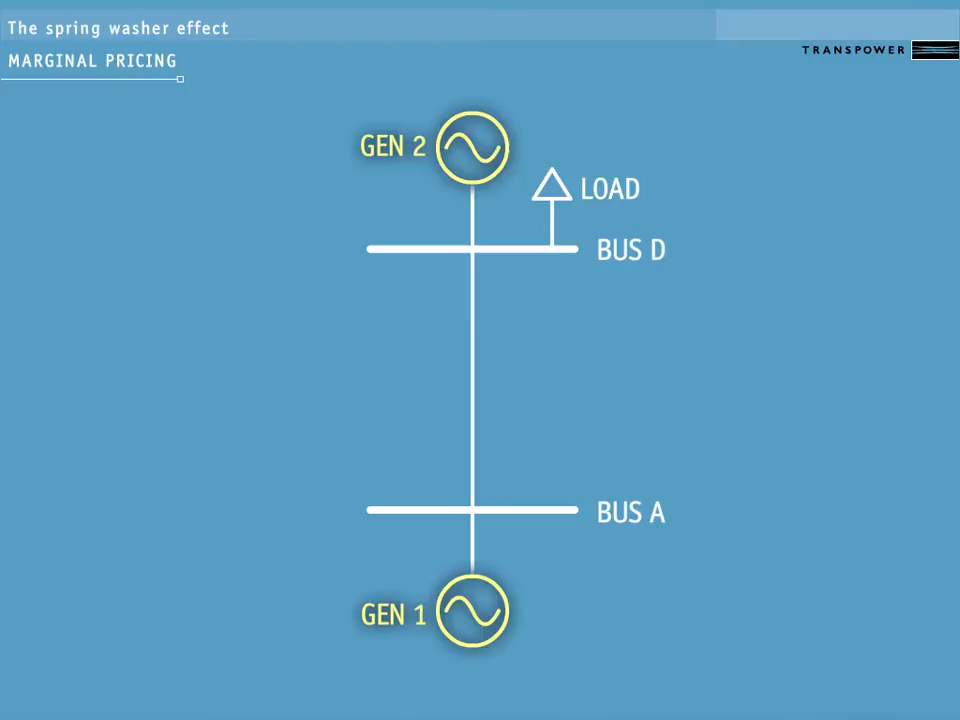 The spring washer effect
TRANSPOWER
MARGINAL PRICING
GEN 2
LOAD
BUS D
BUS A
GEN 1